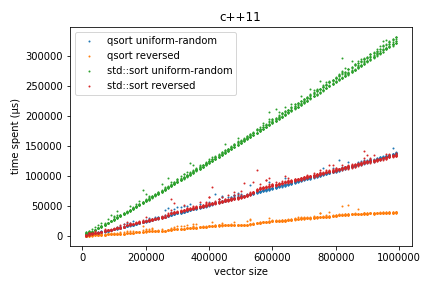 c++11
qsort uniform-random
qsort reversed
std::sort uniform-random
std::sort reversed
time spent (µs)
300000
250000
200000
150000
100000
50000
0
0 200000 400000 600000 800000 1000000
vector size